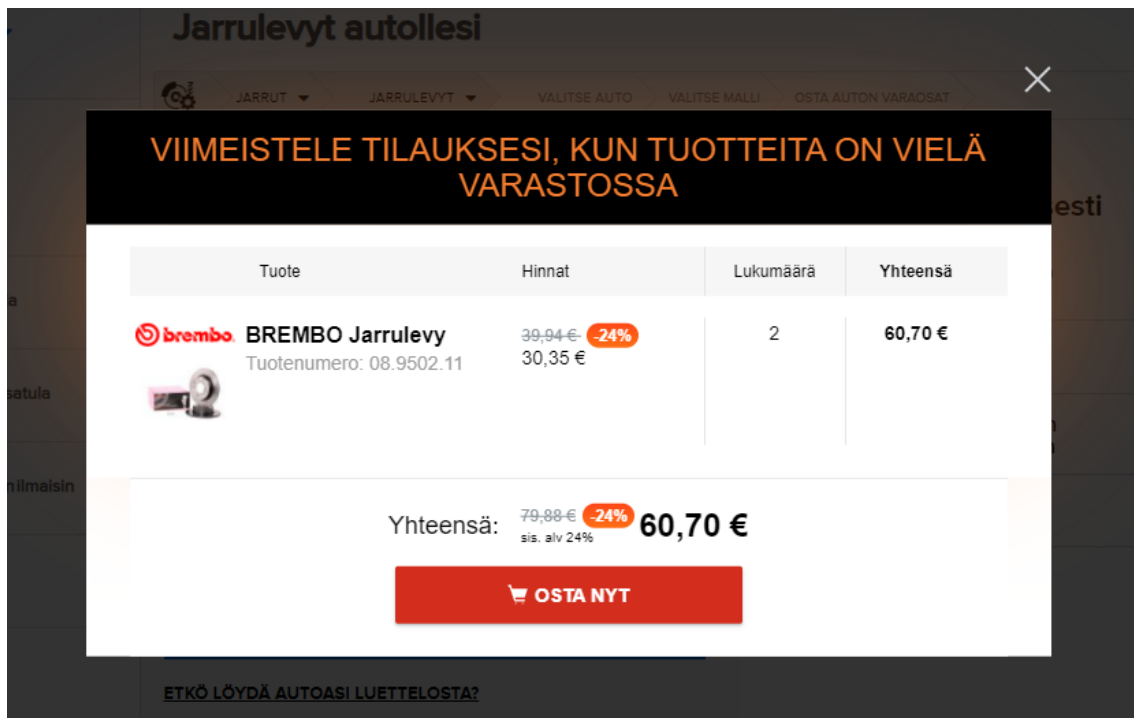 Jarrulevyt autollesi
JARRUT JARRULEVYT VALITSE AUTO VALITSE MALLI OSTA AUTON VARAOSAT
VIIMEISTELE TILAUKSESI, KUN TUOTTEITA ON VIELÄ
VARASTOSSA
esti
Tuote Hinnat Lukumäärä Yhteensä
a
brembo BREMBO Jarrulevy 39,94 € -24% 2 60,70 €
Tuotenumero: 08.9502.11 30,35 €
satula
nilmaisin
Yhteensä: 79,88 € -24% 60,70 €
sis. alv 24%
OSTA NYT
ETKÖ LÖYDÄ AUTOASI LUETTELOSTA?